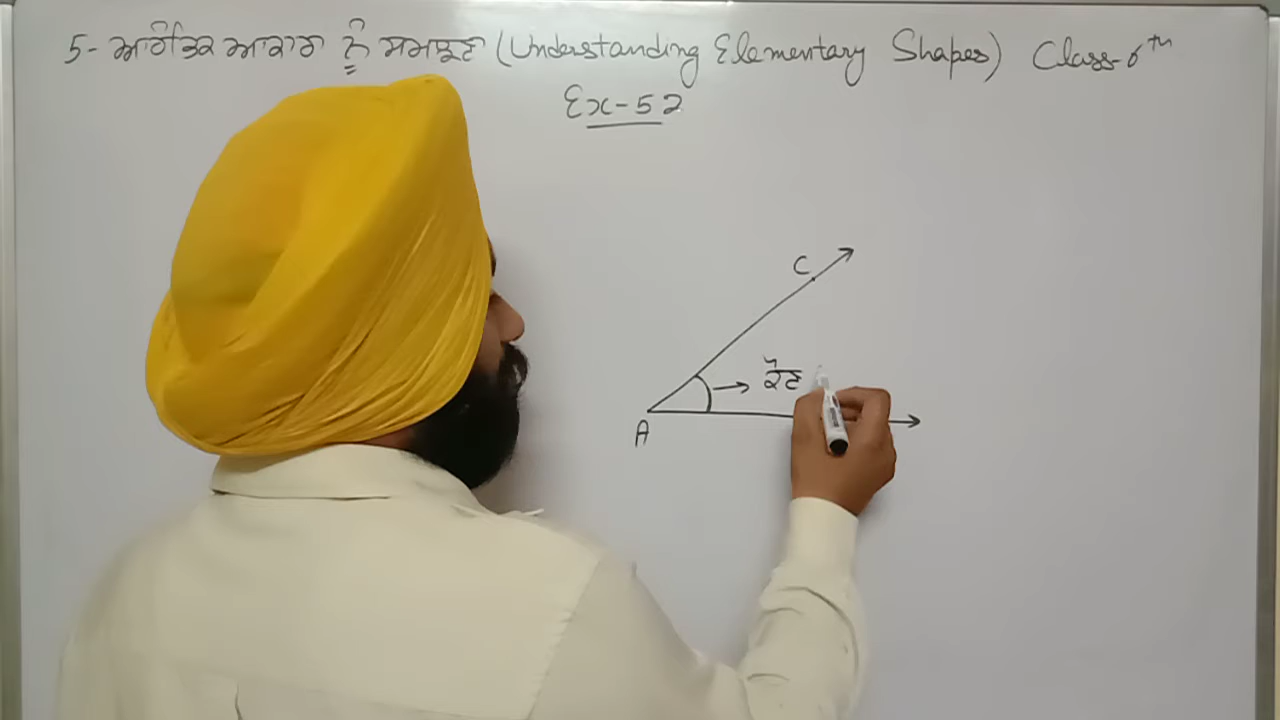 5- ਆਰੰਭਿਕ ਆਕਾਰਾਂ ਨੂੰ ਸਮਝਣਾ (Understanding Elementary Shapes) Class-6th
Ex-5 2
C
→ ਕੋਣ
A